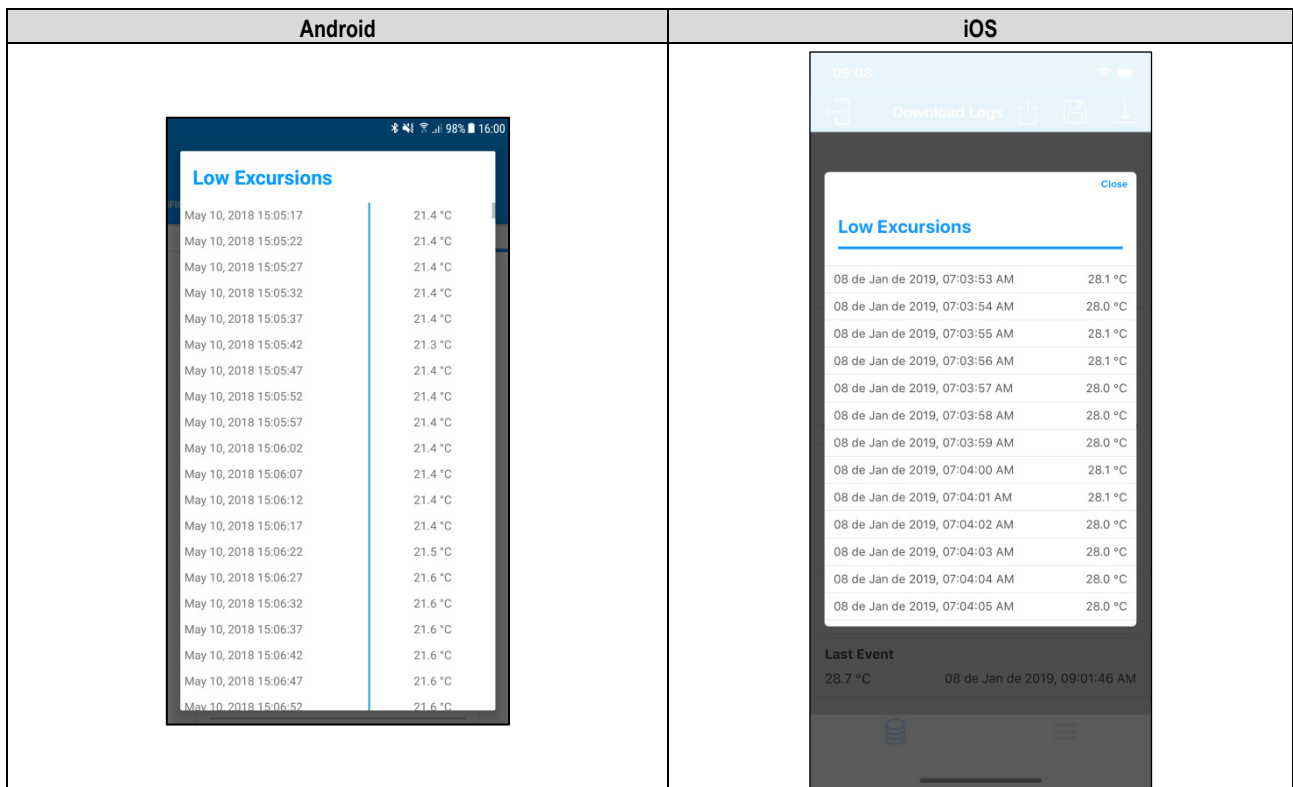 Android
iOS
98% 16:00
Low Excursions
May 10, 2018 15:05:17 21.4 °C
May 10, 2018 15:05:22 21.4 °C
May 10, 2018 15:05:27 21.4 °C
May 10, 2018 15:05:32 21.4 °C
May 10, 2018 15:05:37 21.4 °C
May 10, 2018 15:05:42 21.3 °C
May 10, 2018 15:05:47 21.4 °C
May 10, 2018 15:05:52 21.4 °C
May 10, 2018 15:05:57 21.4 °C
May 10, 2018 15:06:02 21.4 °C
May 10, 2018 15:06:07 21.4 °C
May 10, 2018 15:06:12 21.4 °C
May 10, 2018 15:06:17 21.4 °C
May 10, 2018 15:06:22 21.5 °C
May 10, 2018 15:06:27 21.6 °C
May 10, 2018 15:06:32 21.6 °C
May 10, 2018 15:06:37 21.6 °C
May 10, 2018 15:06:42 21.6 °C
May 10, 2018 15:06:47 21.6 °C
May 10, 2018 15:06:52 21.6 °C
09:08
Download Logs
Close
Low Excursions
08 de Jan de 2019, 07:03:53 AM 28.1 °C
08 de Jan de 2019, 07:03:54 AM 28.0 °C
08 de Jan de 2019, 07:03:55 AM 28.1 °C
08 de Jan de 2019, 07:03:56 AM 28.1 °C
08 de Jan de 2019, 07:03:57 AM 28.0 °C
08 de Jan de 2019, 07:03:58 AM 28.0 °C
08 de Jan de 2019, 07:03:59 AM 28.0 °C
08 de Jan de 2019, 07:04:00 AM 28.1 °C
08 de Jan de 2019, 07:04:01 AM 28.1 °C
08 de Jan de 2019, 07:04:02 AM 28.0 °C
08 de Jan de 2019, 07:04:03 AM 28.0 °C
08 de Jan de 2019, 07:04:04 AM 28.0 °C
08 de Jan de 2019, 07:04:05 AM 28.0 °C
Last Event
28.7 °C 08 de Jan de 2019, 09:01:46 AM